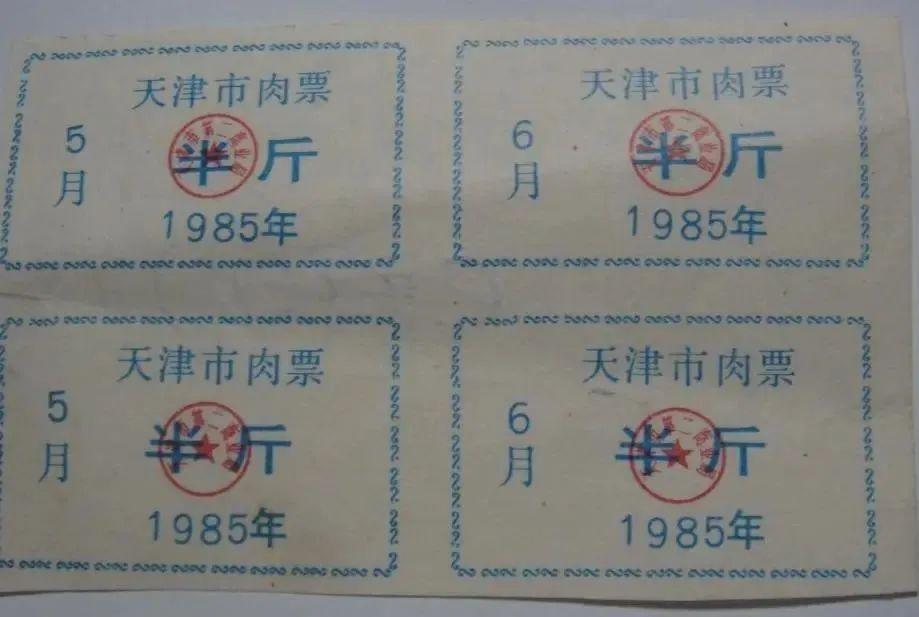 天津市肉票
5月
半斤
1985年
天津市肉票
6月
半斤
1985年
天津市肉票
5月
半斤
1985年
天津市肉票
6月
半斤
1985年